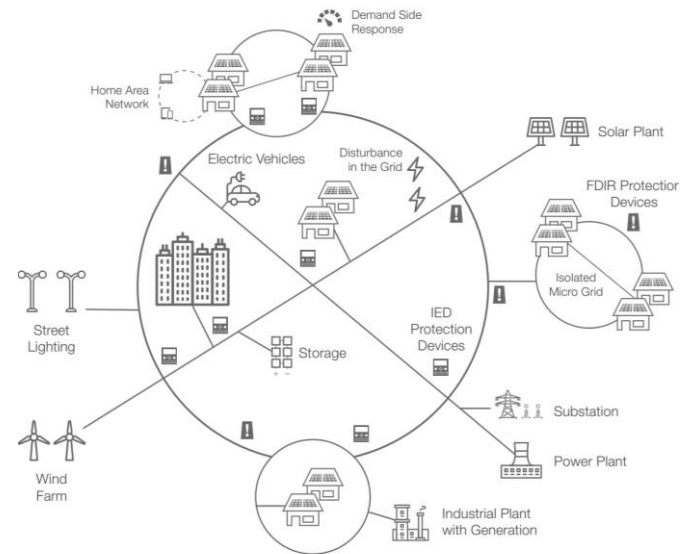 Demand Side
Response
Home Area
Network
Electric Vehicles
Disturbance
in the Grid
Solar Plant
FDIR Protection
Devices
Isolated
Micro Grid
Street
Lighting
IED
Protection
Devices
Storage
+ −
Substation
Wind
Farm
Power Plant
Industrial Plant
with Generation